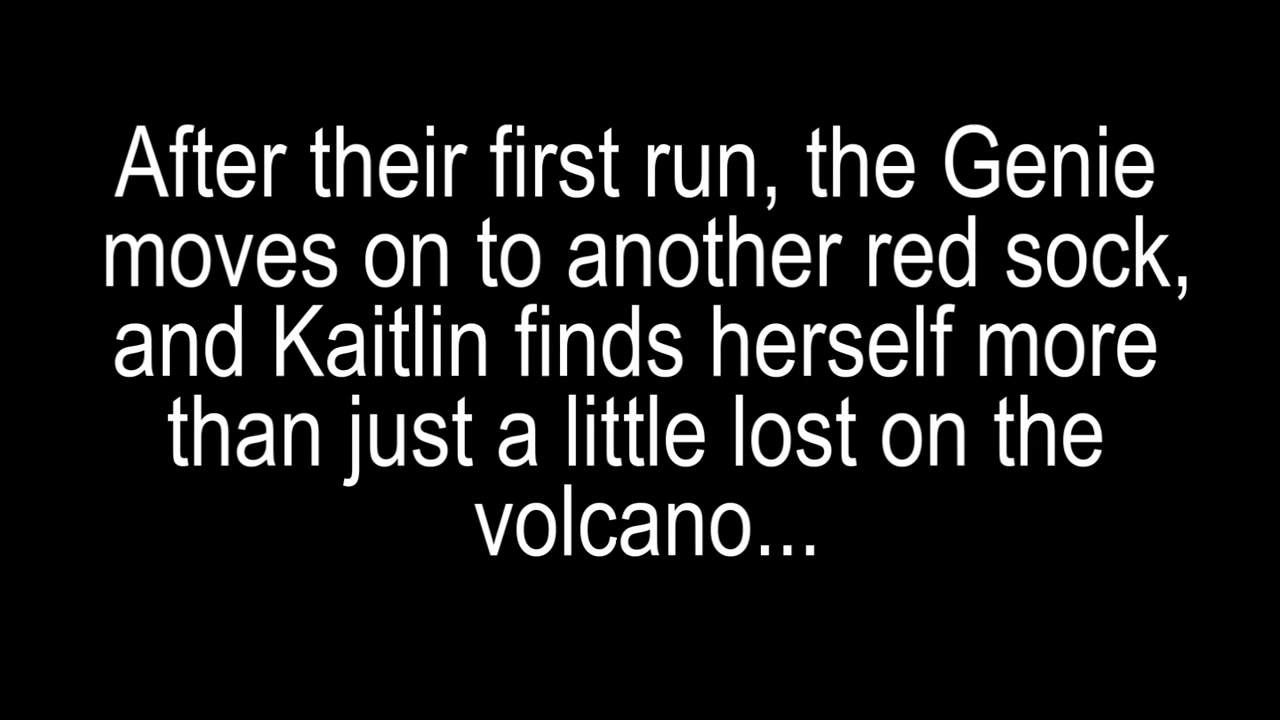 After their first run, the Genie
moves on to another red sock,
and Kaitlin finds herself more
than just a little lost on the
volcano...